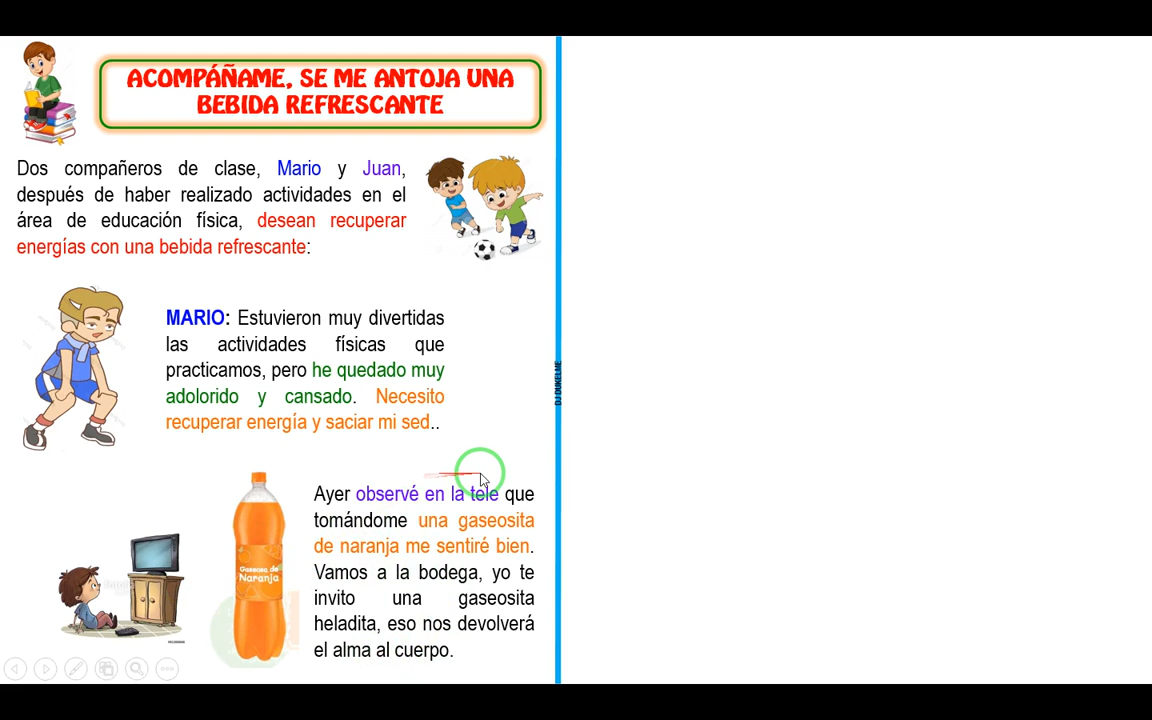 ACOMPÁÑAME, SE ME ANTOJA UNA
BEBIDA REFRESCANTE
Dos compañeros de clase, Mario y Juan,
después de haber realizado actividades en el
área de educación física, desean recuperar
energías con una bebida refrescante:
MARIO: Estuvieron muy divertidas
las actividades físicas que
practicamos, pero he quedado muy
adolorido y cansado. Necesito
recuperar energía y saciar mi sed..
Ayer observé en la tele que
tomándome una gaseosita
de naranja me sentiré bien.
Vamos a la bodega, yo te
invito una gaseosita
heladita, eso nos devolverá
el alma al cuerpo.
Gaseosa de
Naranja
DJ DUKELME